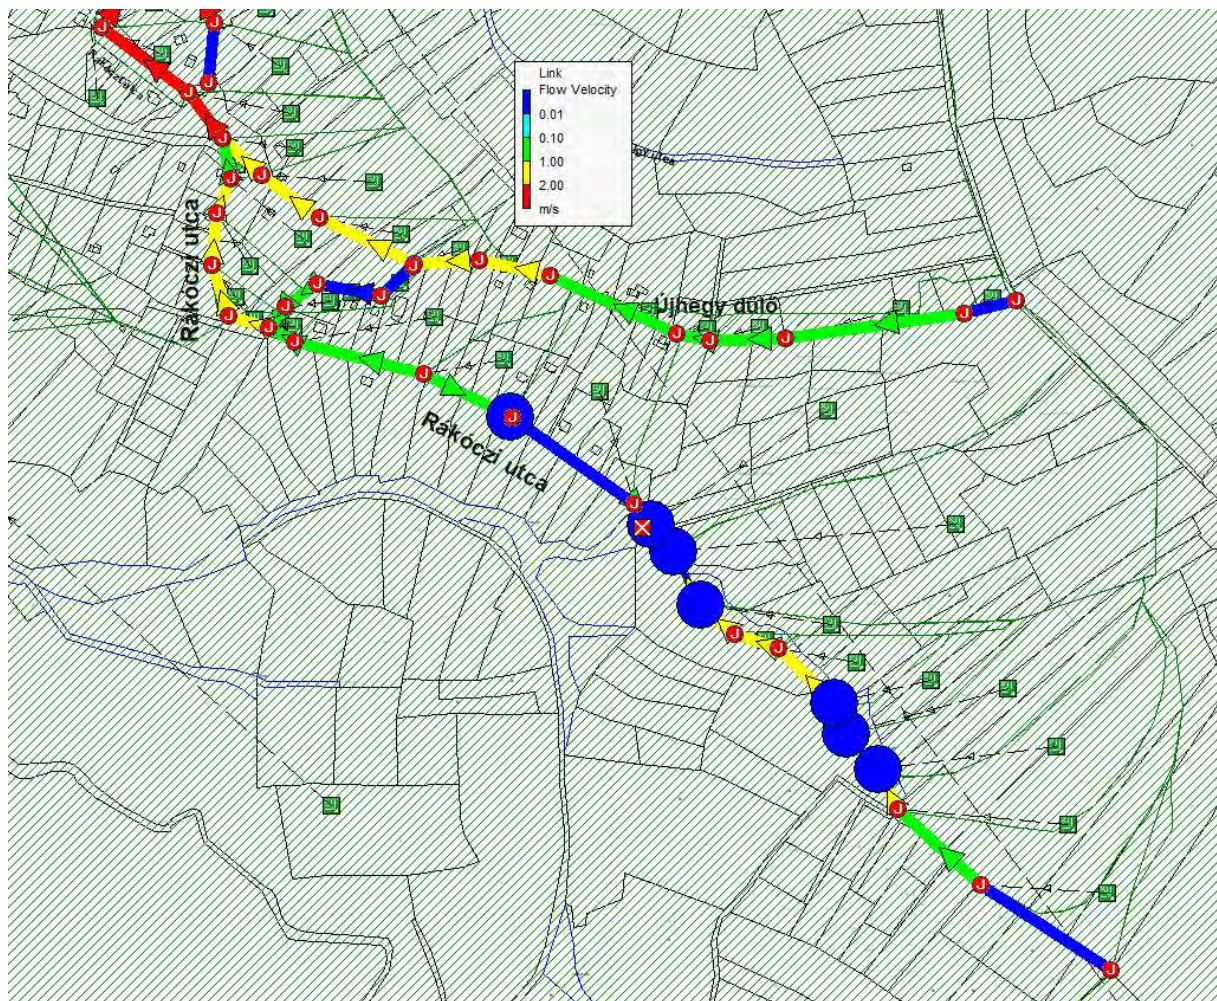 Link
Flow Velocity
0.01
0.10
1.00
2.00
m/s
Rákóczi utca
Újhegy dűlő
Rákóczi utca